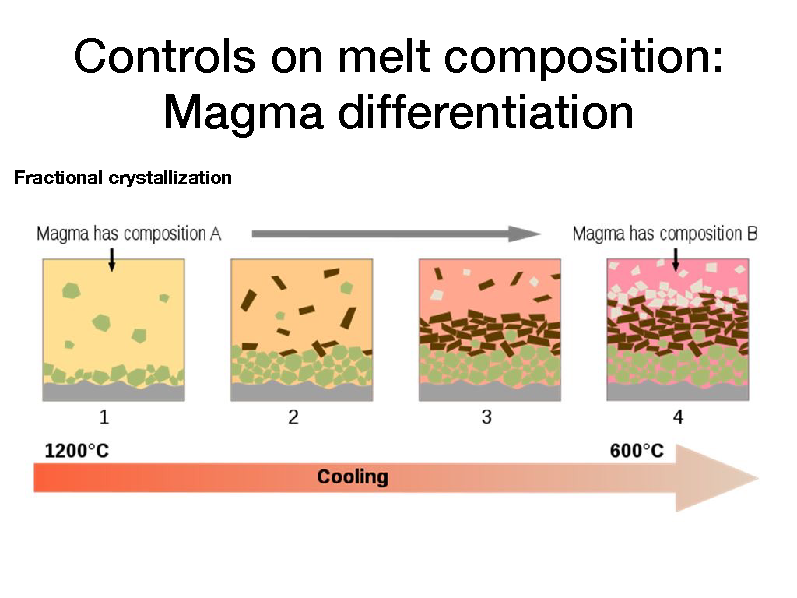 Controls on melt composition:
Magma differentiation
Fractional crystallization
Magma has composition A
Magma has composition B
1
2
3
4
1200°C
600°C
Cooling